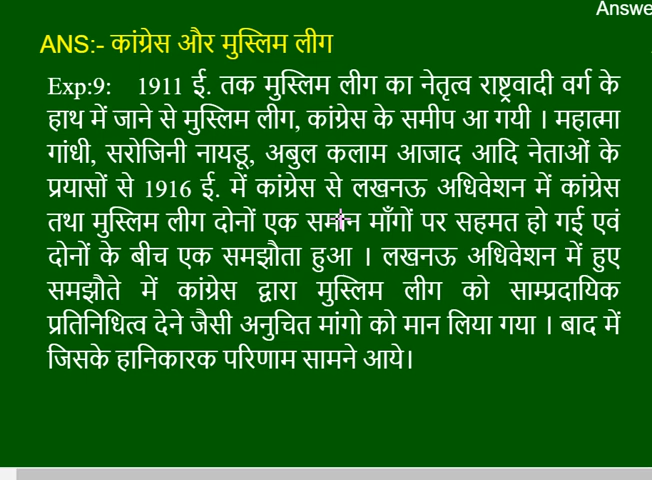 Answe
ANS:- कांग्रेस और मुस्लिम लीग
Exp:9: 1911 ई. तक मुस्लिम लीग का नेतृत्व राष्ट्रवादी वर्ग के
हाथ में जाने से मुस्लिम लीग, कांग्रेस के समीप आ गयी । महात्मा
गांधी, सरोजिनी नायडू, अबुल कलाम आजाद आदि नेताओं के
प्रयासों से 1916 ई. में कांग्रेस से लखनऊ अधिवेशन में कांग्रेस
तथा मुस्लिम लीग दोनों एक समान माँगों पर सहमत हो गई एवं
दोनों के बीच एक समझौता हुआ । लखनऊ अधिवेशन में हुए
समझौते में कांग्रेस द्वारा मुस्लिम लीग को साम्प्रदायिक
प्रतिनिधित्व देने जैसी अनुचित मांगो को मान लिया गया । बाद में
जिसके हानिकारक परिणाम सामने आये।